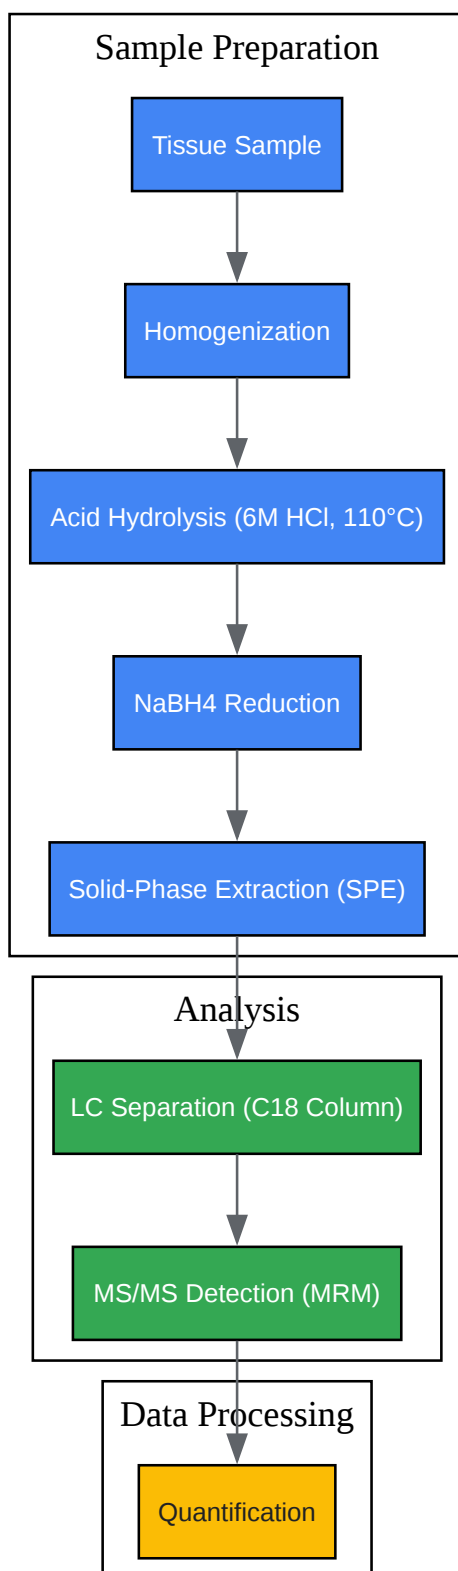 Sample Preparation
Tissue Sample
Homogenization
Acid Hydrolysis (6M HCl, 110°C)
NaBH4 Reduction
Solid-Phase Extraction (SPE)
Analysis
LC Separation (C18 Column)
MS/MS Detection (MRM)
Data Processing
Quantification